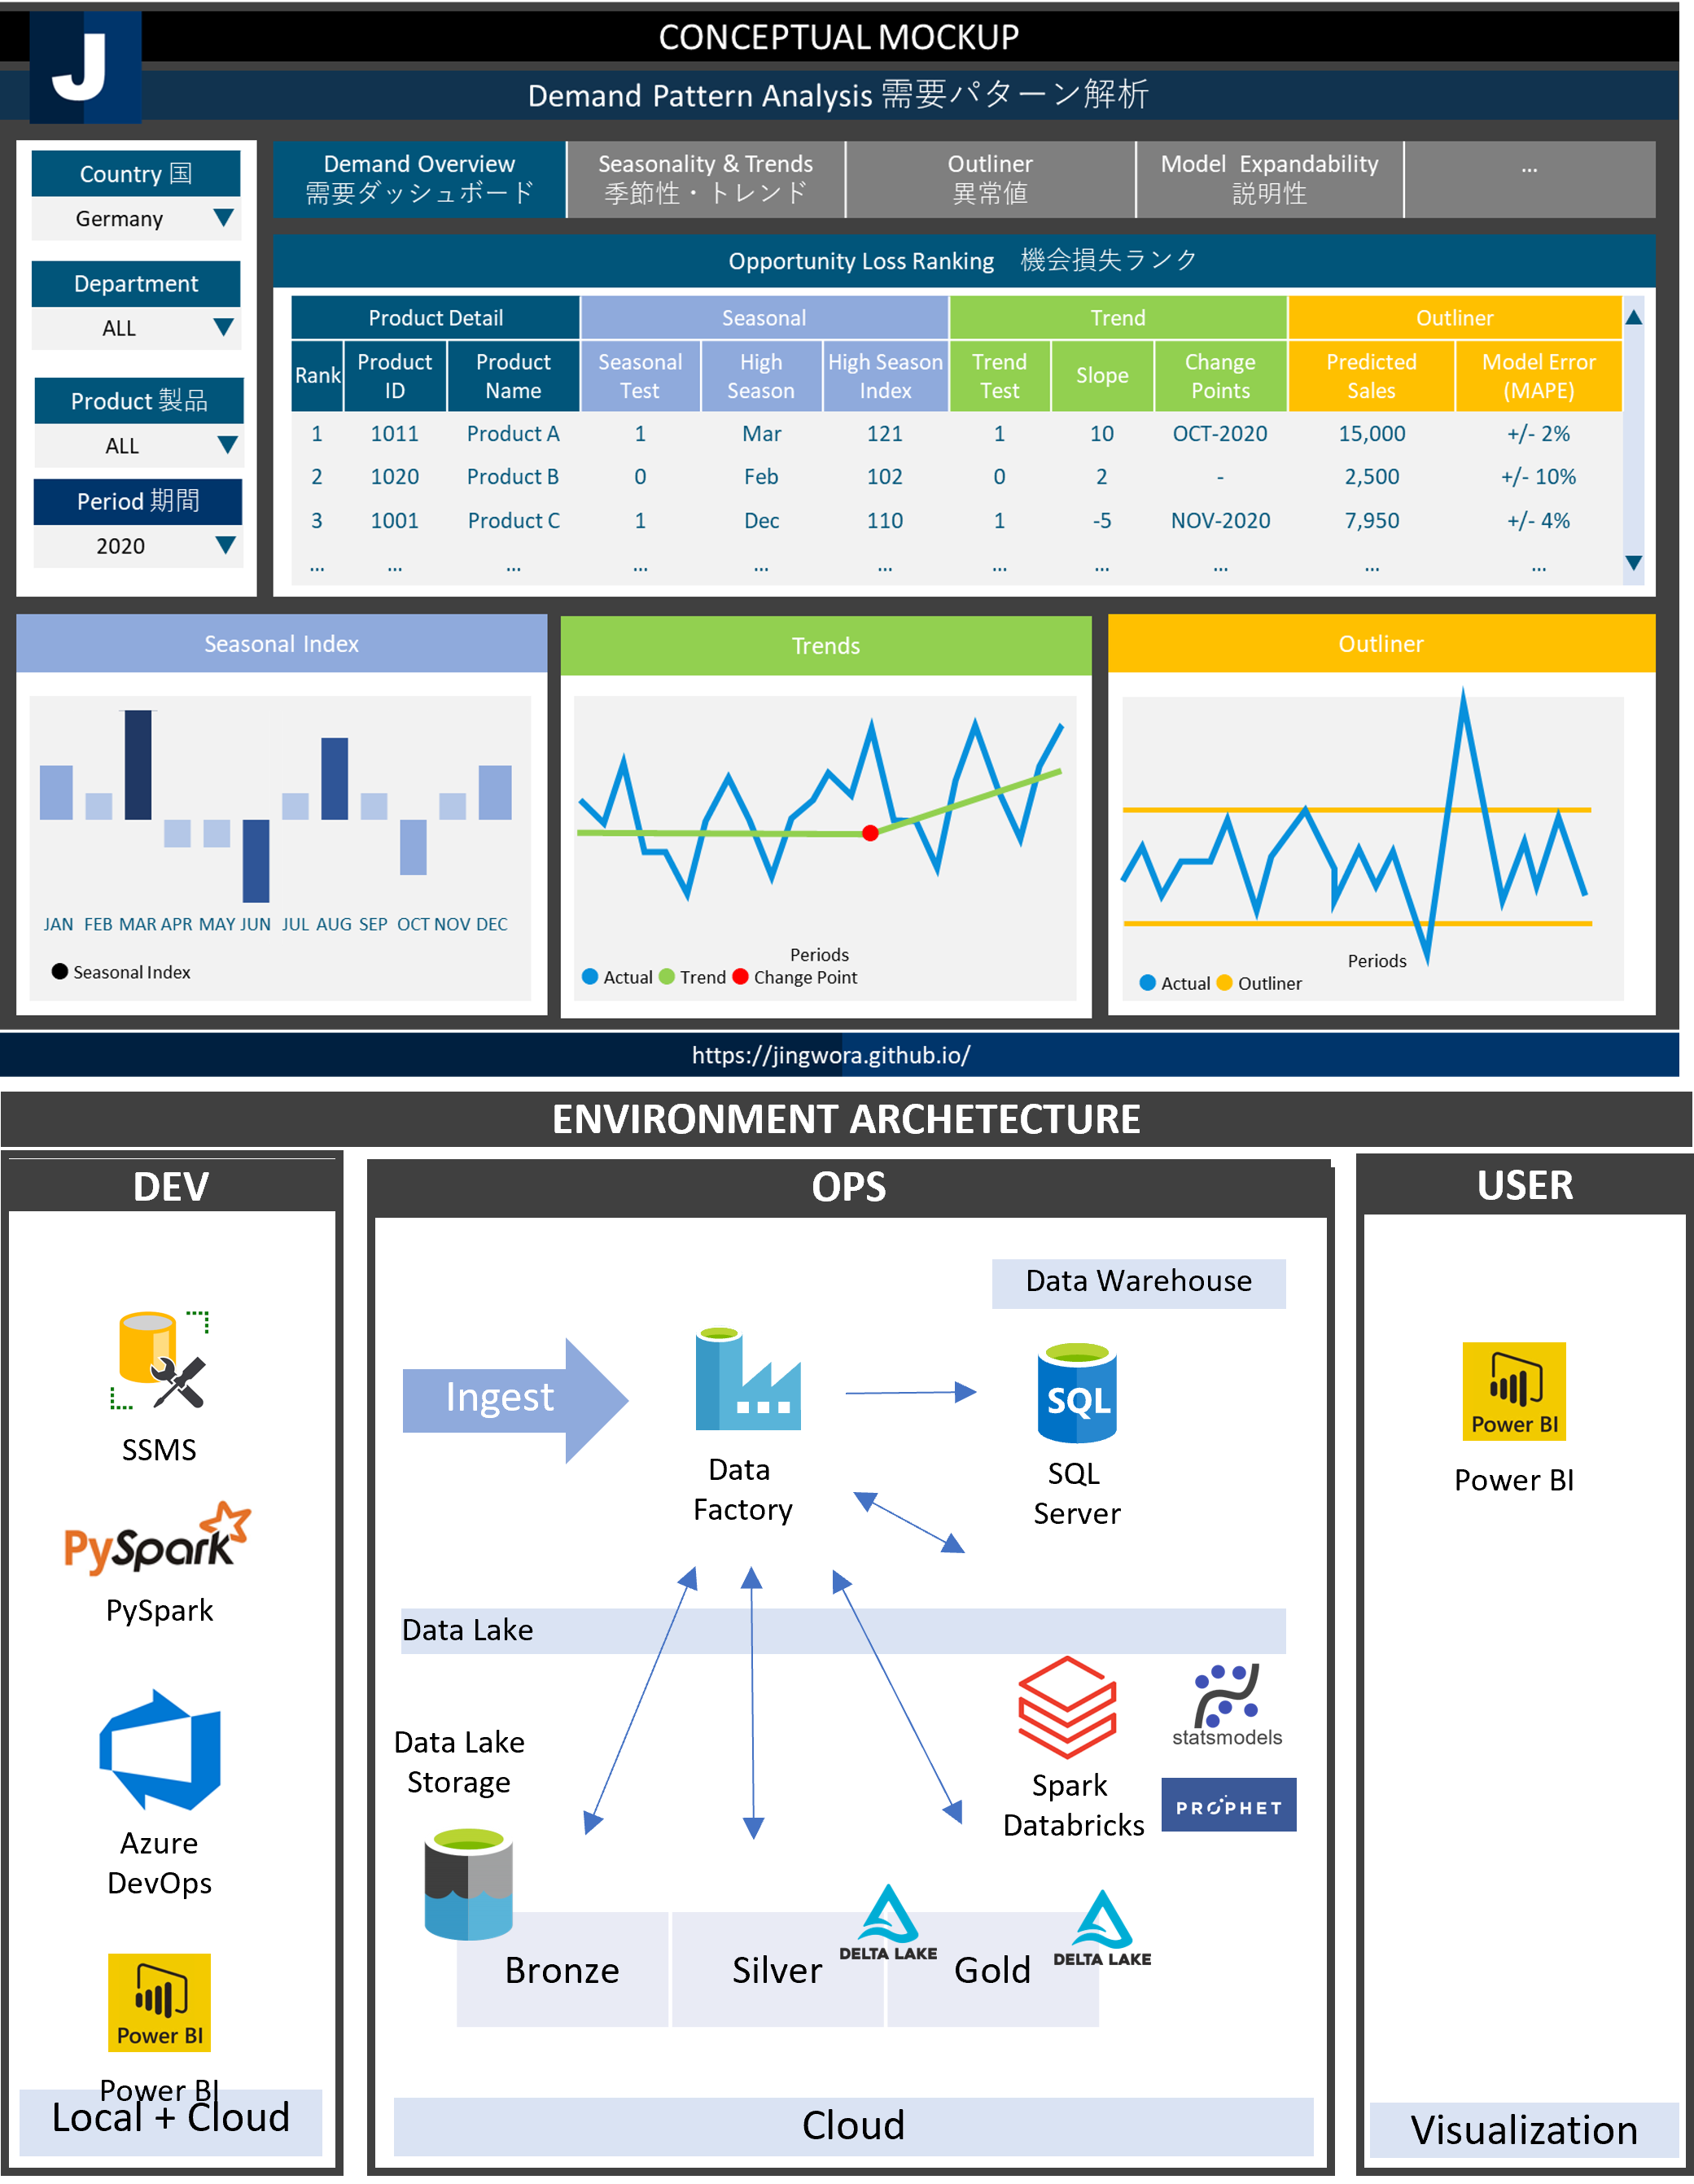 CONCEPTUAL MOCKUP
J
Demand Pattern Analysis 需要パターン解析
Country 国
Germany
Department
ALL
Product 製品
ALL
Period 期間
2020
Demand Overview
需要ダッシュボード
Seasonality & Trends
季節性・トレンド
Outliner
異常値
Model Expandability
説明性
...
Opportunity Loss Ranking 機会損失ランク
Product Detail Seasonal Trend Outliner
Rank Product ID Product Name Seasonal Test High Season High Season Index Trend Test Slope Change Points Predicted Sales Model Error (MAPE)
1 1011 Product A 1 Mar 121 1 10 OCT-2020 15,000 +/- 2%
2 1020 Product B 0 Feb 102 0 2 - 2,500 +/- 10%
3 1001 Product C 1 Dec 110 1 -5 NOV-2020 7,950 +/- 4%
... ... ... ... ... ... ... ... ... ... ...
Seasonal Index
JAN FEB MAR APR MAY JUN JUL AUG SEP OCT NOV DEC
Seasonal Index
Trends
Periods
Actual Trend Change Point
Outliner
Periods
Actual Outliner
https://jingwora.github.io/
ENVIRONMENT ARCHETECTURE
DEV
SSMS
PySpark
PySpark
Azure
DevOps
Power BI
Power BI
Local + Cloud
OPS
Data Warehouse
Ingest
Data
Factory
SQL
SQL
Server
Data Lake
Data Lake
Storage
Spark
Databricks
statsmodels
PROPHET
Bronze
Silver
DELTA LAKE
Gold
DELTA LAKE
Cloud
USER
Power BI
Power BI
Visualization